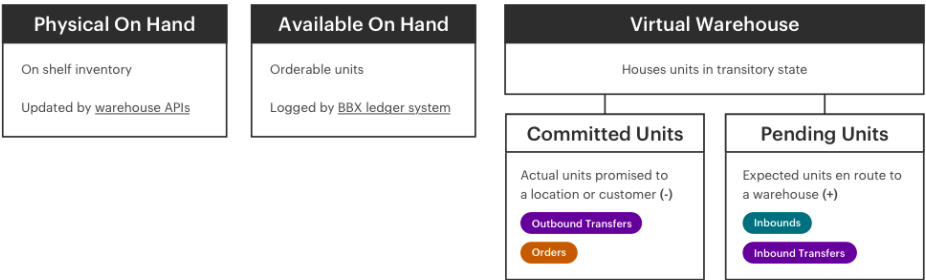 Physical On Hand
On shelf inventory
Updated by warehouse APIs
Available On Hand
Orderable units
Logged by BBX ledger system
Virtual Warehouse
Houses units in transitory state
Committed Units
Actual units promised to
a location or customer (-)
Outbound Transfers
Orders
Pending Units
Expected units en route to
a warehouse (+)
Inbounds
Inbound Transfers